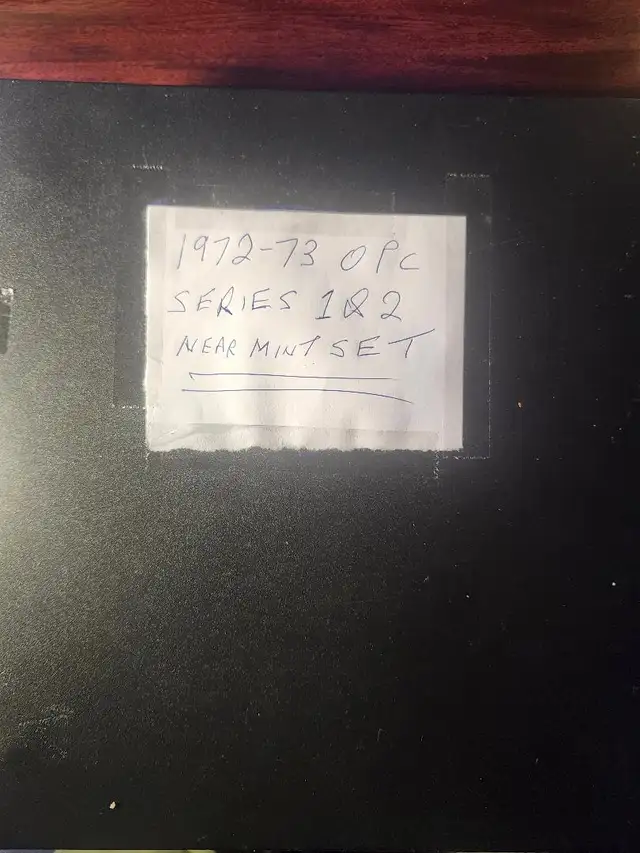 1972-73 OPC
SERIES 1 & 2
NEAR MINT SET